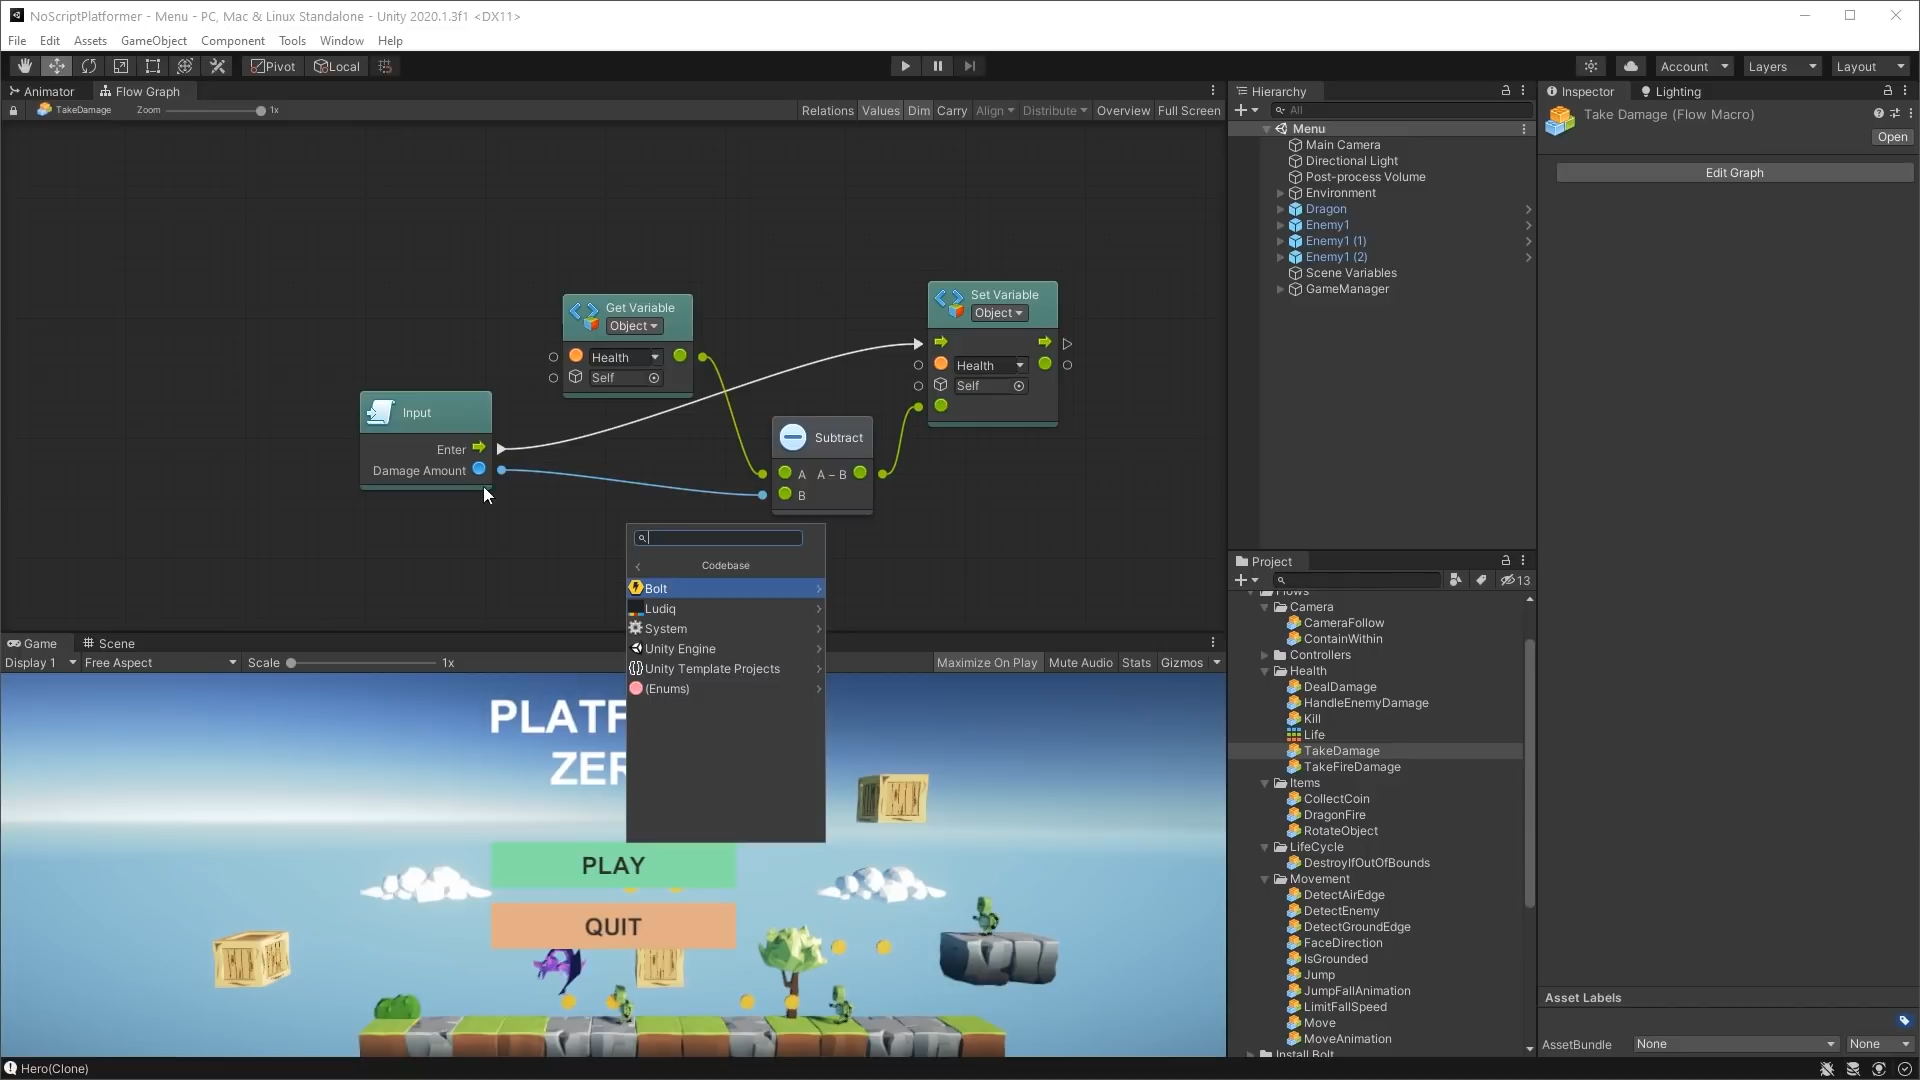 NoScriptPlatformer - Menu - PC, Mac & Linux Standalone - Unity 2020.1.3f1 <DX11>
File Edit Assets GameObject Component Tools Window Help
Pivot Local Account Layers Layout
Animator Flow Graph
TakeDamage Zoom 1x Relations Values Dim Carry Align Distribute Overview Full Screen
Get Variable
Object
Health
Self
Set Variable
Object
Health
Self
Input
Enter
Damage Amount
Subtract
A A – B
B
Codebase
Bolt
Ludiq
System
Unity Engine
Unity Template Projects
(Enums)
Game Scene
Display 1 Free Aspect Scale 1x Maximize On Play Mute Audio Stats Gizmos
PLATF
ZER
PLAY
QUIT
Hierarchy
All
Menu
Main Camera
Directional Light
Post-process Volume
Environment
Dragon
Enemy1
Enemy1 (1)
Enemy1 (2)
Scene Variables
GameManager
Project
13
Flows
Camera
CameraFollow
ContainWithin
Controllers
Health
DealDamage
HandleEnemyDamage
Kill
Life
TakeDamage
TakeFireDamage
Items
CollectCoin
DragonFire
RotateObject
LifeCycle
DestroyIfOutOfBounds
Movement
DetectAirEdge
DetectEnemy
DetectGroundEdge
FaceDirection
IsGrounded
Jump
JumpFallAnimation
LimitFallSpeed
Move
MoveAnimation
Install Bolt
Inspector Lighting
Take Damage (Flow Macro)
Open
Edit Graph
Asset Labels
AssetBundle None None
Hero(Clone)